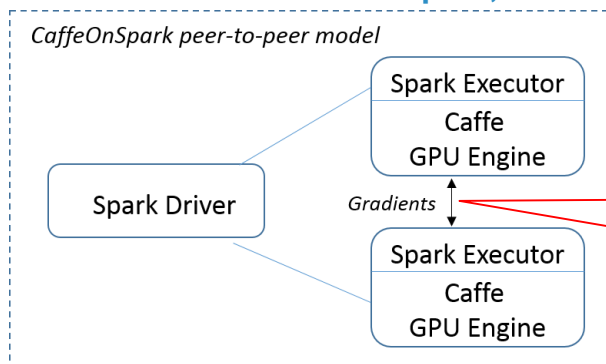 CaffeOnSpark peer-to-peer model
Spark Executor
Caffe
GPU Engine
Spark Driver
Gradients
Spark Executor
Caffe
GPU Engine